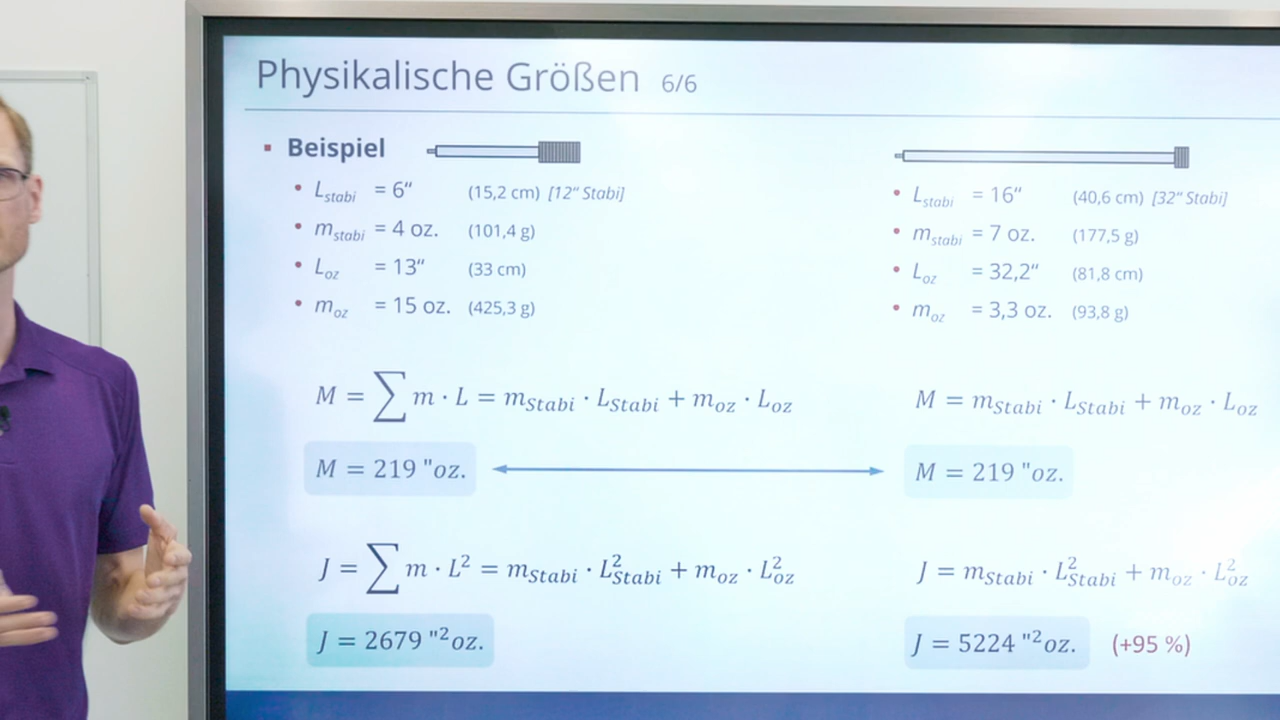 Physikalische Größen 6/6
▪ Beispiel
• L_stabi = 6“ (15,2 cm) [12“ Stabi]
• m_stabi = 4 oz. (101,4 g)
• L_oz = 13“ (33 cm)
• m_oz = 15 oz. (425,3 g)
M = ∑ m · L = m_Stabi · L_Stabi + m_oz · L_oz
M = 219 "oz.
J = ∑ m · L² = m_Stabi · L²_Stabi + m_oz · L²_oz
J = 2679 "²oz.
• L_stabi = 16“ (40,6 cm) [32“ Stabi]
• m_stabi = 7 oz. (177,5 g)
• L_oz = 32,2“ (81,8 cm)
• m_oz = 3,3 oz. (93,8 g)
M = m_Stabi · L_Stabi + m_oz · L_oz
M = 219 "oz.
J = m_Stabi · L²_Stabi + m_oz · L²_oz
J = 5224 "²oz. (+95 %)